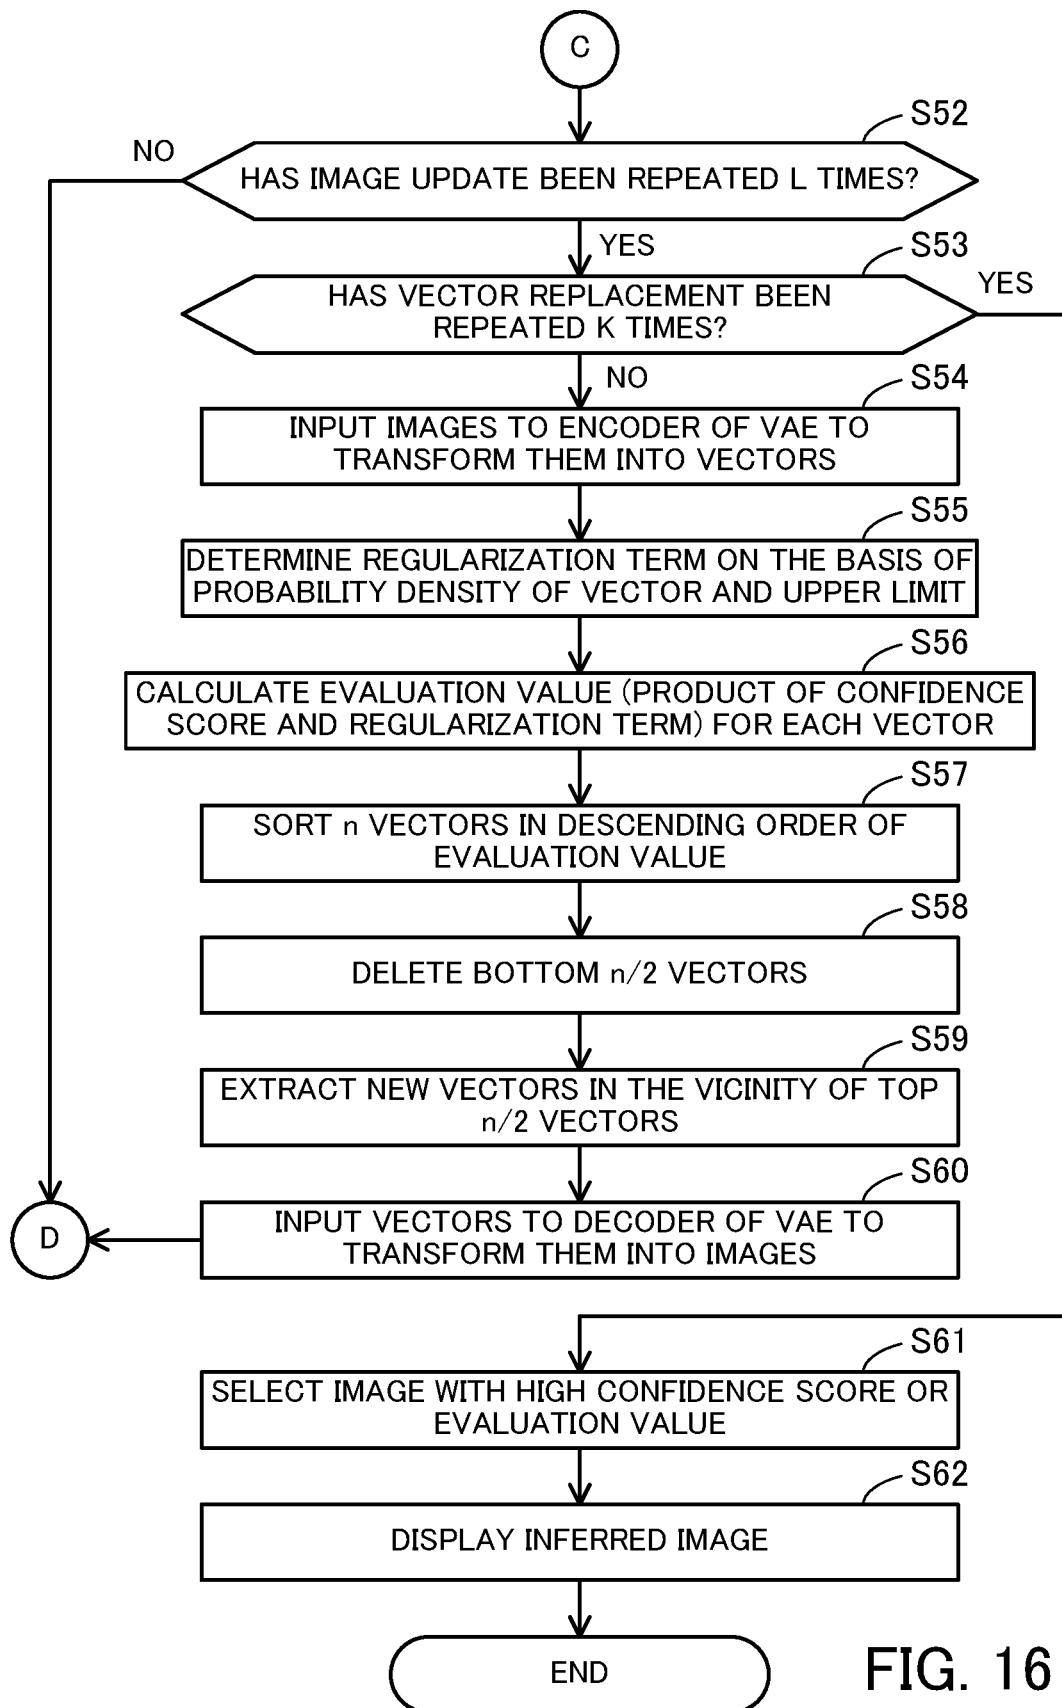 C
S52
NO
HAS IMAGE UPDATE BEEN REPEATED L TIMES?
YES
S53
HAS VECTOR REPLACEMENT BEEN
REPEATED K TIMES?
YES
NO
S54
INPUT IMAGES TO ENCODER OF VAE TO
TRANSFORM THEM INTO VECTORS
S55
DETERMINE REGULARIZATION TERM ON THE BASIS OF
PROBABILITY DENSITY OF VECTOR AND UPPER LIMIT
S56
CALCULATE EVALUATION VALUE (PRODUCT OF CONFIDENCE
SCORE AND REGULARIZATION TERM) FOR EACH VECTOR
S57
SORT n VECTORS IN DESCENDING ORDER OF
EVALUATION VALUE
S58
DELETE BOTTOM n/2 VECTORS
S59
EXTRACT NEW VECTORS IN THE VICINITY OF TOP
n/2 VECTORS
S60
D
INPUT VECTORS TO DECODER OF VAE TO
TRANSFORM THEM INTO IMAGES
S61
SELECT IMAGE WITH HIGH CONFIDENCE SCORE OR
EVALUATION VALUE
S62
DISPLAY INFERRED IMAGE
END
FIG. 16